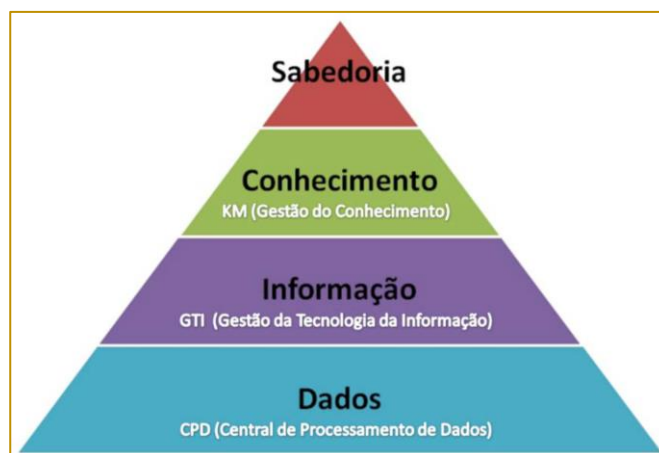 Sabedoria
Conhecimento
KM (Gestão do Conhecimento)
Informação
GTI (Gestão da Tecnologia da Informação)
Dados
CPD (Central de Processamento de Dados)